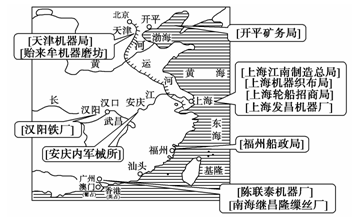 北京
[天津机器局]
[贻来牟机器磨坊]
天津
开平
[开平矿务局]
渤海
黄
河
运
河
黄
海
[上海江南制造总局]
[上海机器织布局]
[上海轮船招商局]
[上海发昌机器厂]
长
江
汉阳
汉口
武昌
安庆
上海
[汉阳铁厂]
[安庆内军械所]
东
海
福州
[福州船政局]
基隆
汕头
广州
澳门
香港
[陈联泰机器厂]
[南海继昌隆缫丝厂]